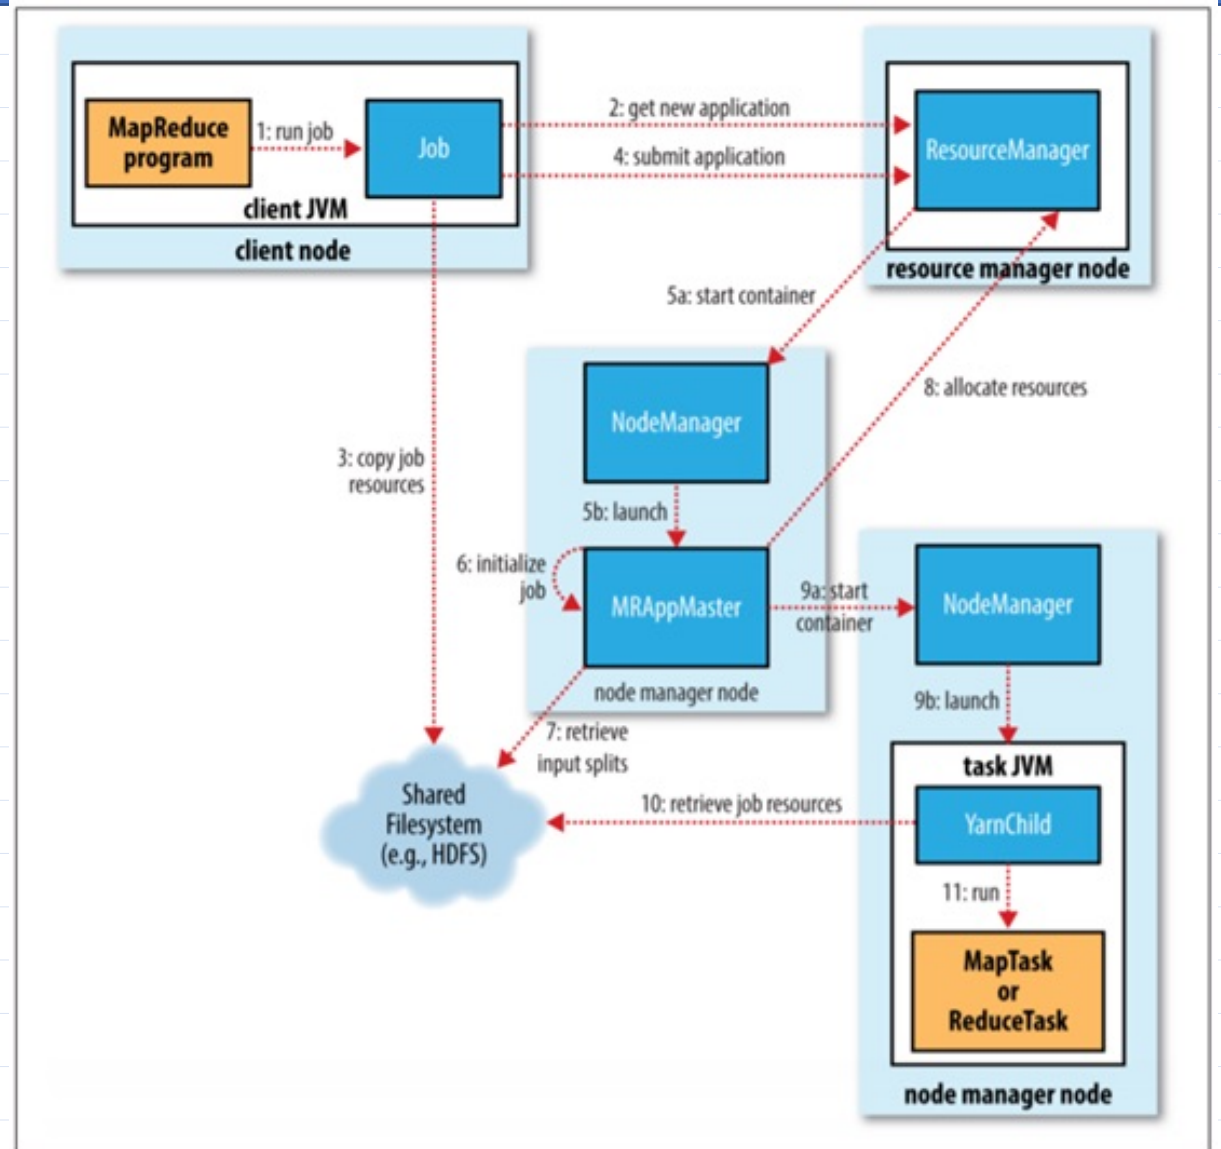 MapReduce
program
1: run job
Job
client JVM
client node
2: get new application
4: submit application
ResourceManager
resource manager node
5a: start container
8: allocate resources
3: copy job
resources
NodeManager
5b: launch
6: initialize
job
MRAppMaster
node manager node
9a: start
container
NodeManager
9b: launch
7: retrieve
input splits
Shared
Filesystem
(e.g., HDFS)
10: retrieve job resources
task JVM
YarnChild
11: run
MapTask
or
ReduceTask
node manager node